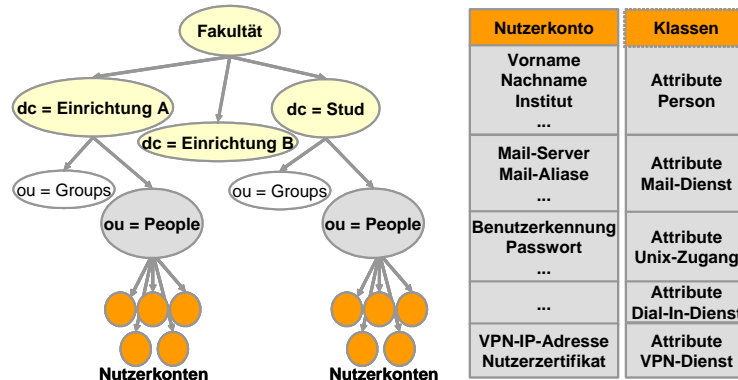 Fakultät
dc = Einrichtung A
dc = Stud
dc = Einrichtung B
ou = Groups
ou = Groups
ou = People
ou = People
Nutzerkonten
Nutzerkonten
Nutzerkonto
Klassen
Vorname
Nachname
Institut
...
Attribute
Person
Mail-Server
Mail-Aliase
...
Attribute
Mail-Dienst
Benutzerkennung
Passwort
...
Attribute
Unix-Zugang
...
Attribute
Dial-In-Dienst
VPN-IP-Adresse
Nutzerzertifikat
Attribute
VPN-Dienst